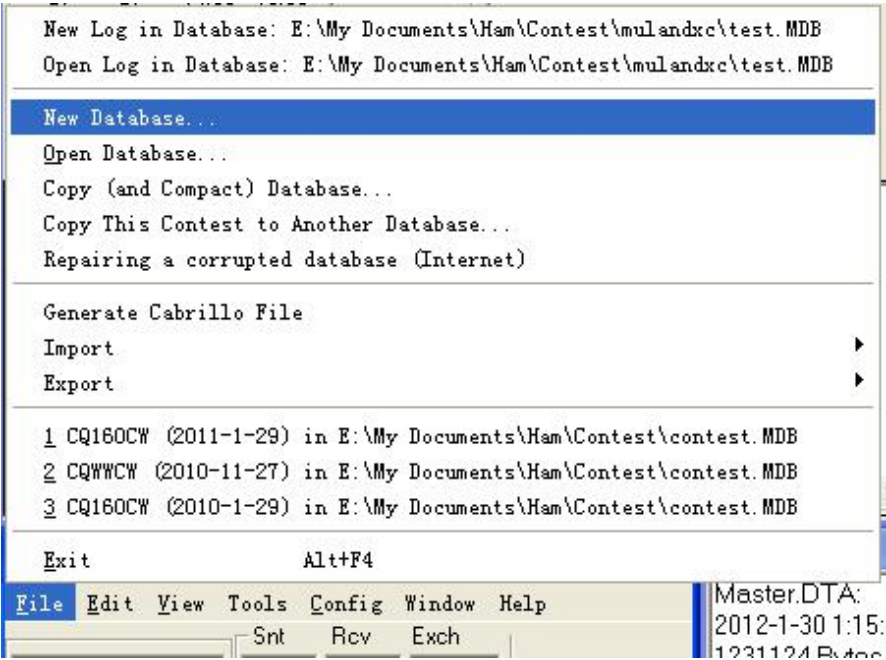 New Log in Database: E:\My Documents\Ham\Contest\mulandxc\test.MDB
Open Log in Database: E:\My Documents\Ham\Contest\mulandxc\test.MDB
New Database...
Open Database...
Copy (and Compact) Database...
Copy This Contest to Another Database...
Repairing a corrupted database (Internet)
Generate Cabrillo File
Import
Export
1 CQ160CW (2011-1-29) in E:\My Documents\Ham\Contest\contest.MDB
2 CQWWCW (2010-11-27) in E:\My Documents\Ham\Contest\contest.MDB
3 CQ160CW (2010-1-29) in E:\My Documents\Ham\Contest\contest.MDB
Exit Alt+F4
File Edit View Tools Config Window Help
Snt Rcv Exch
Master.DTA:
2012-1-30 1:15:
1231124 Bytes